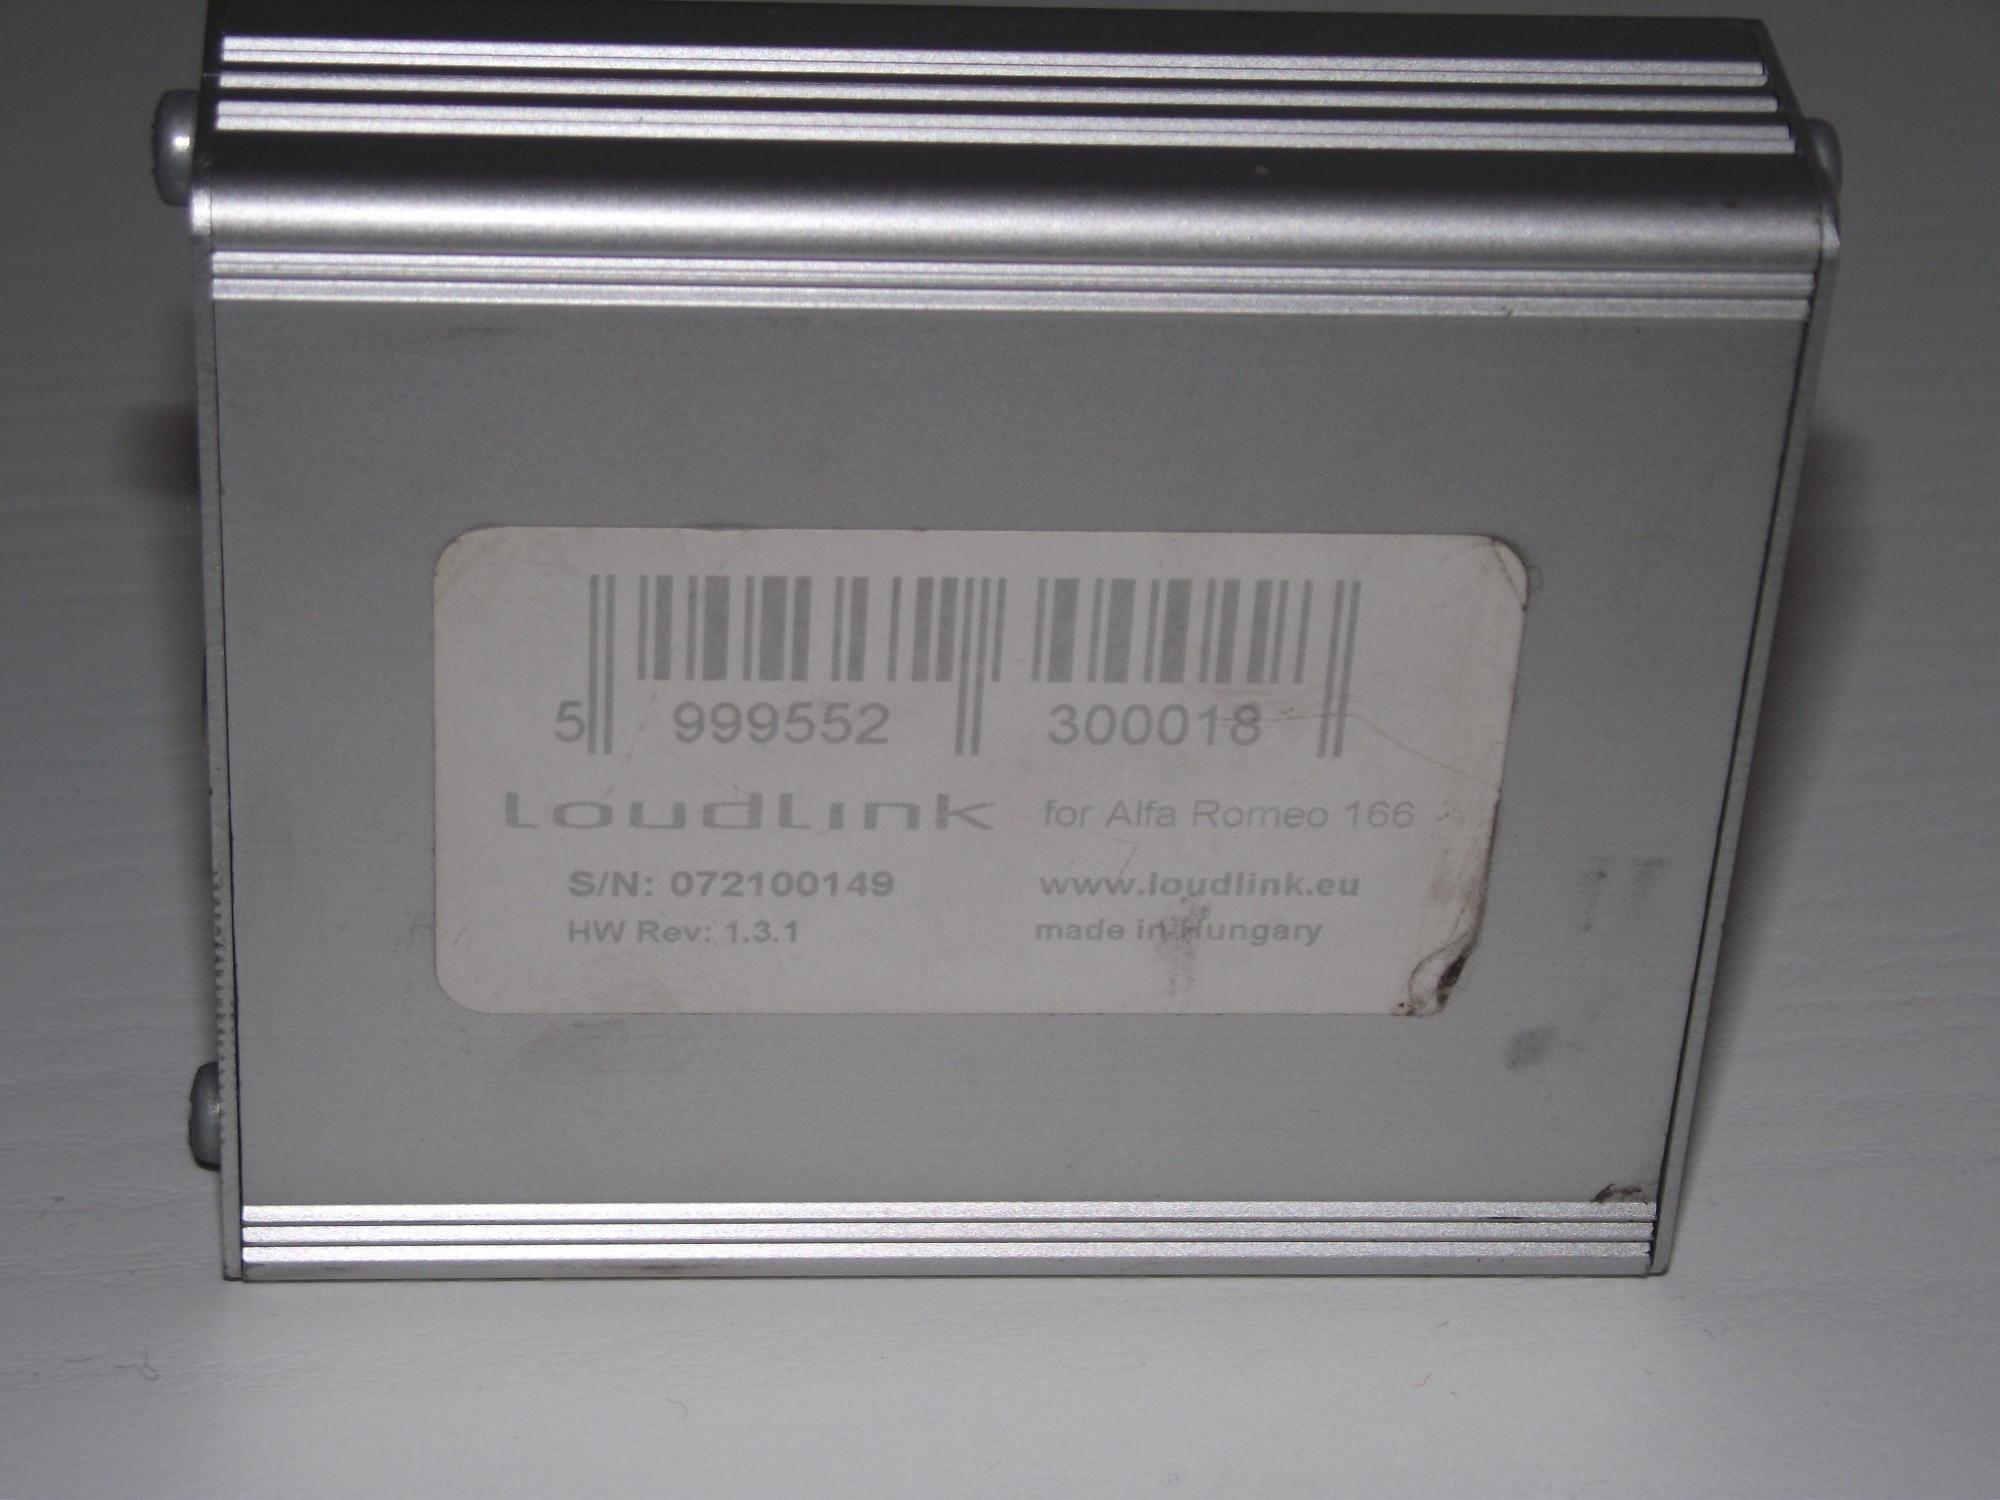 5 999552 300018
LoudLink for Alfa Romeo 166
S/N: 072100149 www.loudlink.eu
HW Rev: 1.3.1 made in Hungary